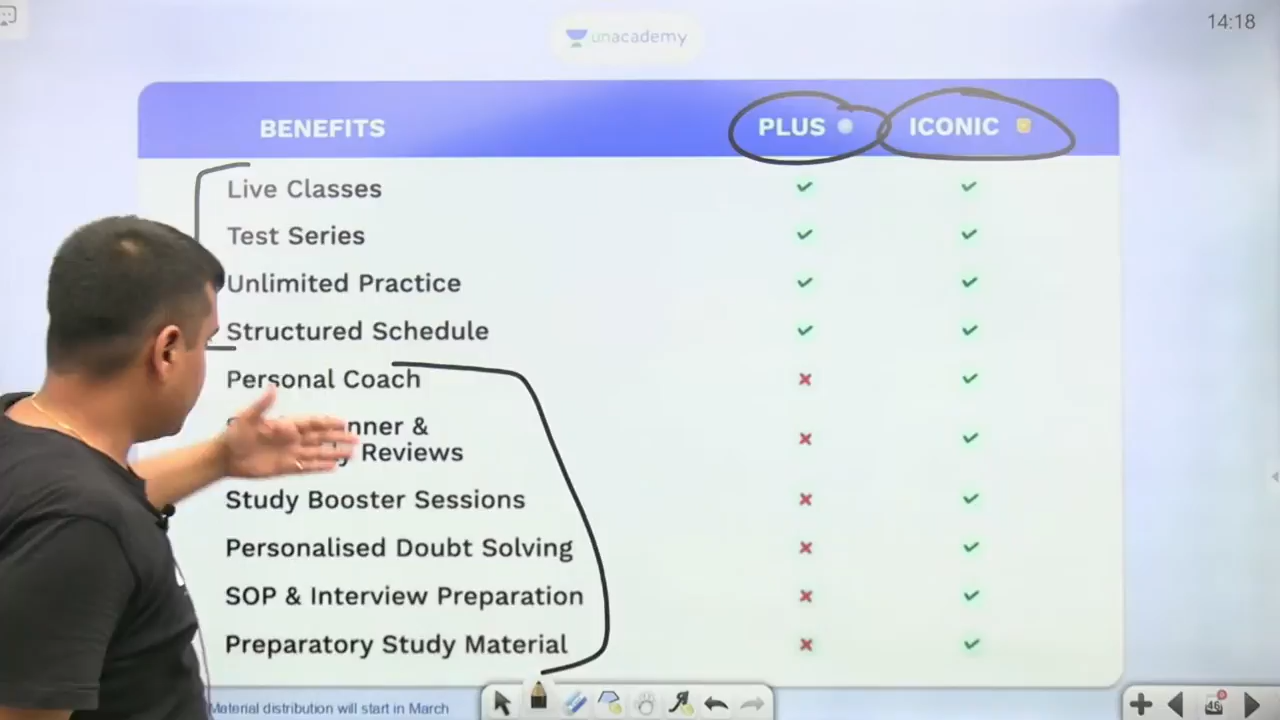 unacademy
14:18
BENEFITS PLUS ICONIC
Live Classes
Test Series
Unlimited Practice
Structured Schedule
Personal Coach
nner &
Reviews
Study Booster Sessions
Personalised Doubt Solving
SOP & Interview Preparation
Preparatory Study Material
Material distribution will start in March
46